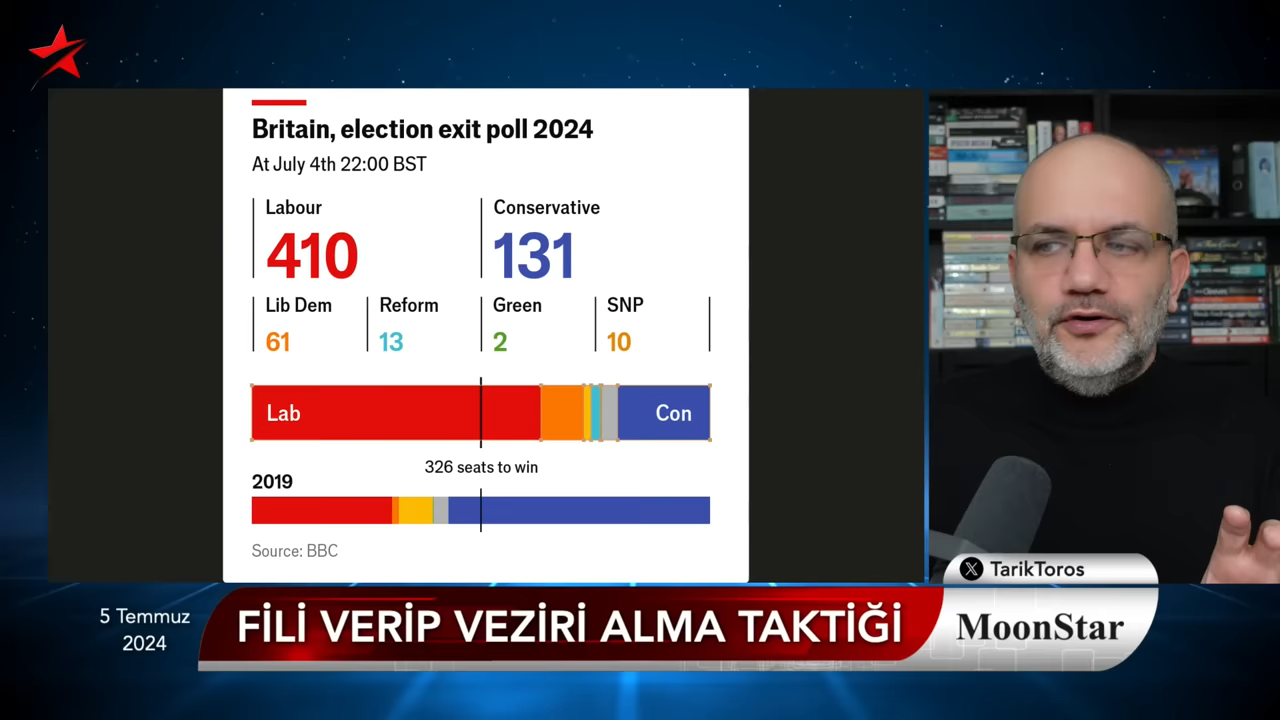 Britain, election exit poll 2024
At July 4th 22:00 BST
Labour
410
Conservative
131
Lib Dem
61
Reform
13
Green
2
SNP
10
Lab
Con
326 seats to win
2019
Source: BBC
X TarikToros
5 Temmuz
2024
FİLİ VERİP VEZİRİ ALMA TAKTİĞİ
MoonStar